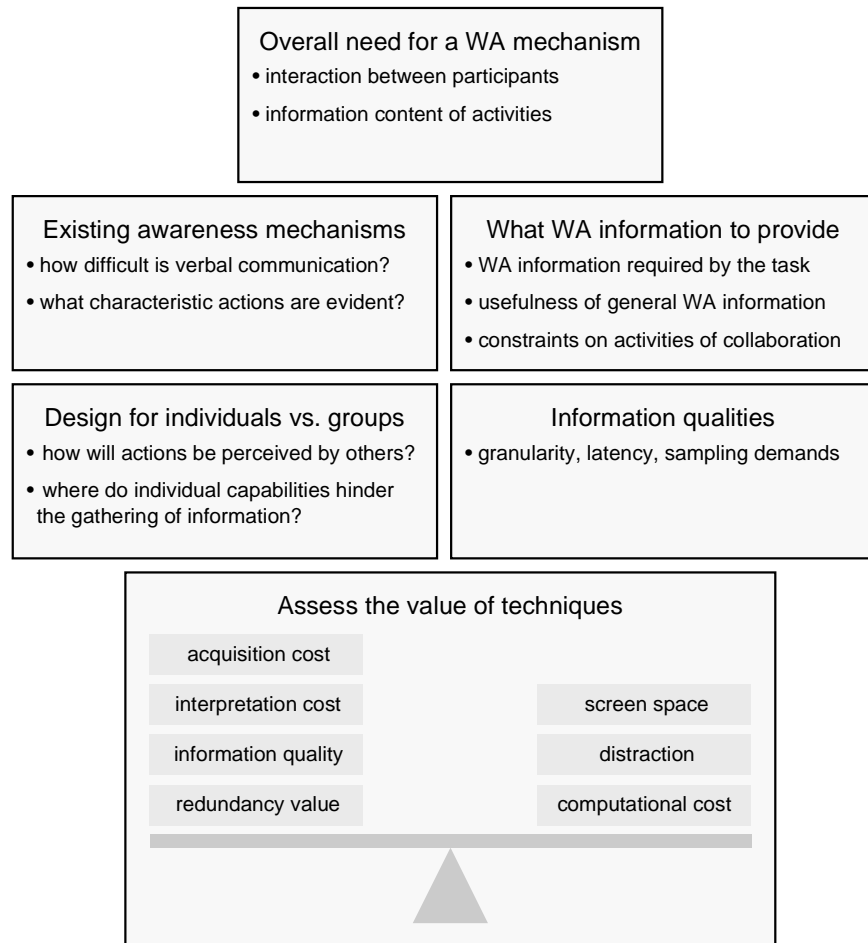 Overall need for a WA mechanism
• interaction between participants
• information content of activities
Existing awareness mechanisms
• how difficult is verbal communication?
• what characteristic actions are evident?
What WA information to provide
• WA information required by the task
• usefulness of general WA information
• constraints on activities of collaboration
Design for individuals vs. groups
• how will actions be perceived by others?
• where do individual capabilities hinder
the gathering of information?
Information qualities
• granularity, latency, sampling demands
Assess the value of techniques
acquisition cost
interpretation cost
information quality
redundancy value
screen space
distraction
computational cost